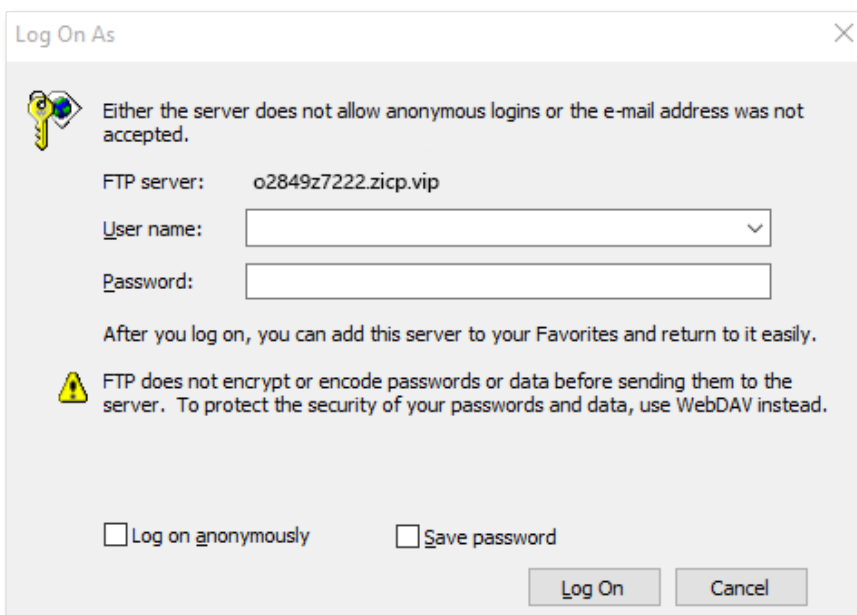 Log On As
Either the server does not allow anonymous logins or the e-mail address was not
accepted.
FTP server: o2849z7222.zicp.vip
User name:
Password:
After you log on, you can add this server to your Favorites and return to it easily.
FTP does not encrypt or encode passwords or data before sending them to the
server. To protect the security of your passwords and data, use WebDAV instead.
Log on anonymously Save password
Log On Cancel